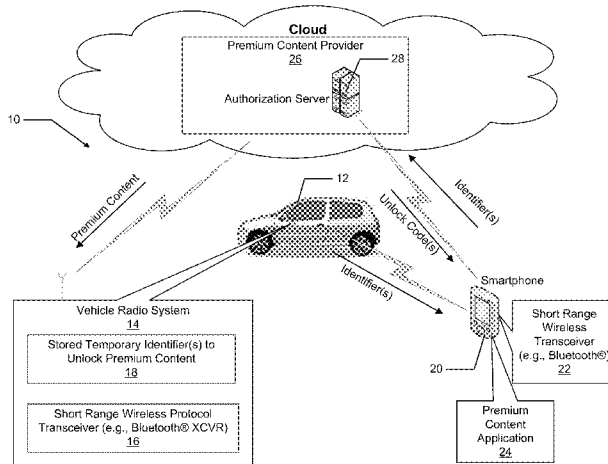 Cloud
Premium Content Provider
26
28
Authorization Server
10
Premium Content
12
Identifier(s)
Unlock Code(s)
Identifier(s)
Smartphone
Vehicle Radio System
14
Stored Temporary Identifier(s) to
Unlock Premium Content
18
Short Range Wireless Protocol
Transceiver (e.g., Bluetooth® XCVR)
16
Short Range
Wireless
Transceiver
(e.g., Bluetooth®)
22
20
Premium
Content
Application
24